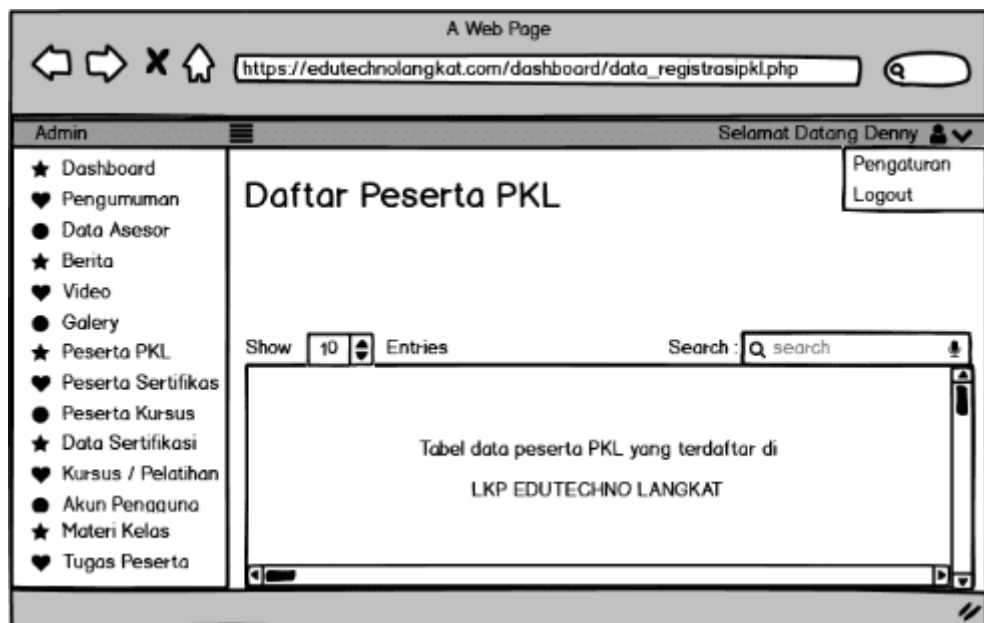 A Web Page
https://edutechnolangkat.com/dashboard/data_registrasipkl.php
Admin
Selamat Datang Denny
Pengaturan
Logout
Dashboard
Pengumuman
Data Asesor
Berita
Video
Galery
Peserta PKL
Peserta Sertifikas
Peserta Kursus
Data Sertifikasi
Kursus / Pelatihan
Akun Pengguna
Materi Kelas
Tugas Peserta
Daftar Peserta PKL
Show 10 Entries
Search : search
Tabel data peserta PKL yang terdaftar di
LKP EDUTECHNO LANGKAT